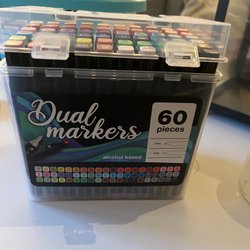 Dual
markers
alcohol based
60
pieces